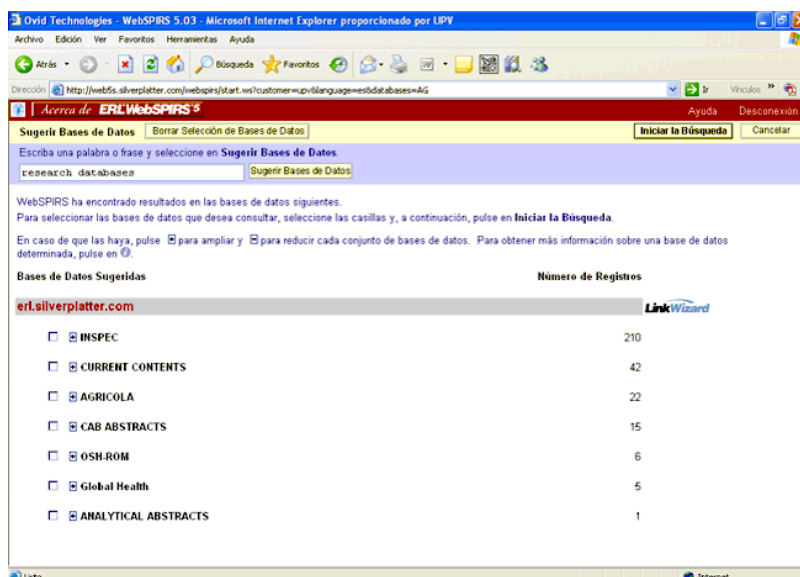 Ovid Technologies - WebSPIRS 5.03 - Microsoft Internet Explorer proporcionado por UPV
Archivo Edición Ver Favoritos Herramientas Ayuda
Atrás Búsqueda Favoritos
Dirección http://web5s.silverplatter.com/webspirs/start.ws?customer=upv&language=es&databases=AG Ir Vínculos »
Acerca de ERL WebSPIRS 5 Ayuda Desconexión
Sugerir Bases de Datos Borrar Selección de Bases de Datos Iniciar la Búsqueda Cancelar
Escriba una palabra o frase y seleccione en Sugerir Bases de Datos.
research databases Sugerir Bases de Datos
WebSPIRS ha encontrado resultados en las bases de datos siguientes.
Para seleccionar las bases de datos que desea consultar, seleccione las casillas y, a continuación, pulse en Iniciar la Búsqueda.
En caso de que las haya, pulse + para ampliar y - para reducir cada conjunto de bases de datos. Para obtener más información sobre una base de datos
determinada, pulse en i.
Bases de Datos Sugeridas Número de Registros
erl.silverplatter.com LinkWizard
INSPEC 210
CURRENT CONTENTS 42
AGRICOLA 22
CAB ABSTRACTS 15
OSH-ROM 6
Global Health 5
ANALYTICAL ABSTRACTS 1
Listo Internet